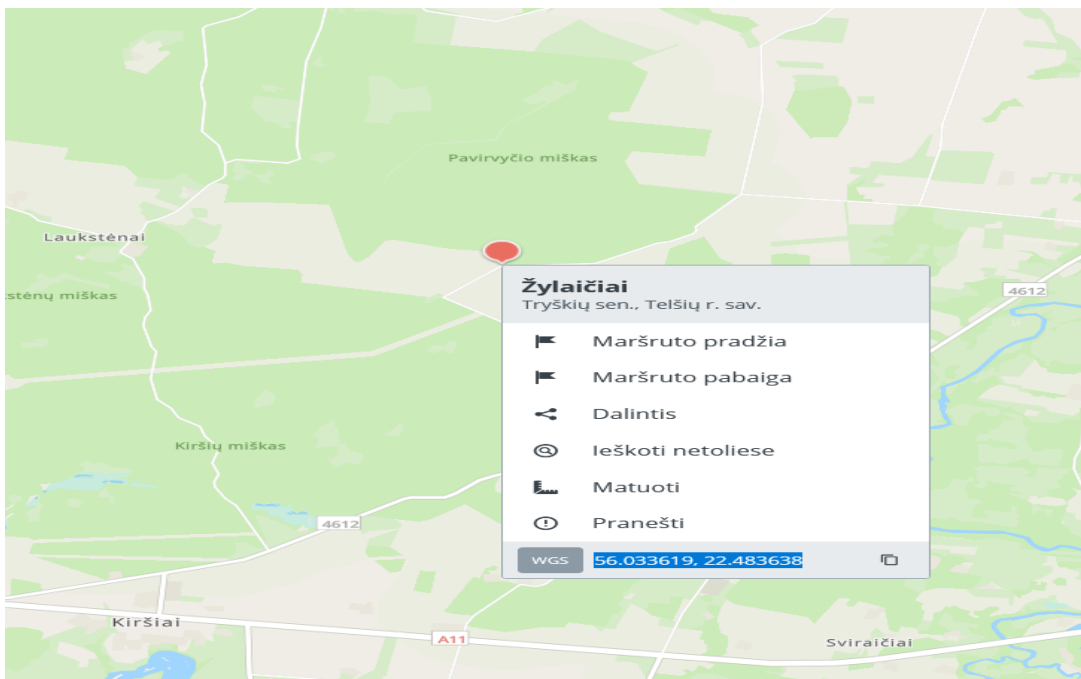 Pavirvyčio miškas
Laukstėnai
stėnų miškas
Žylaičiai
Tryškių sen., Telšių r. sav.
4612
Maršruto pradžia
Maršruto pabaiga
Dalintis
Kiršių miškas
Ieškoti netoliese
Matuoti
4612
Pranešti
WGS 56.033619, 22.483638
Kiršiai
A11
Sviraičiai